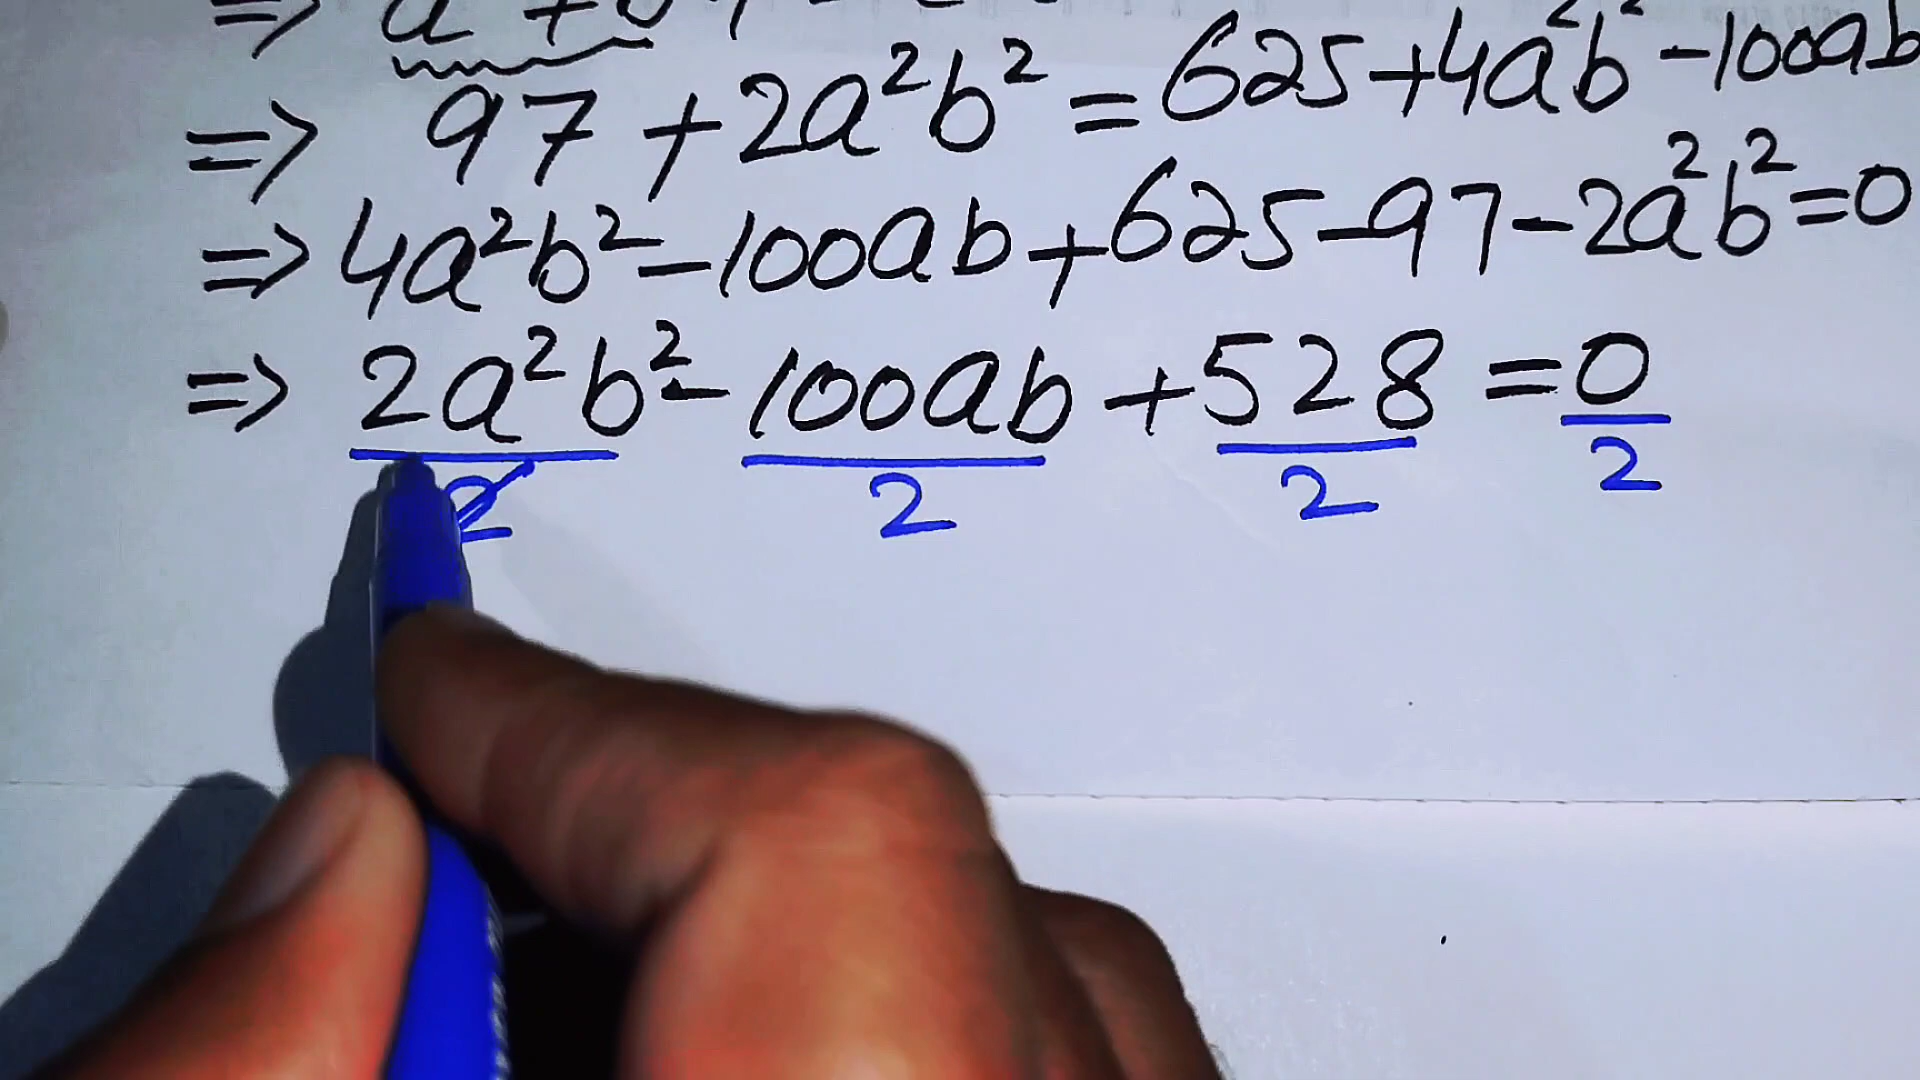 ⇒ a + b
⇒ 97 + 2a²b² = 625 + 4a²b² - 100ab
⇒ 4a²b² - 100ab + 625 - 97 - 2a²b² = 0
⇒ 2a²b² - 100ab + 528 = 0
2 2 2 2